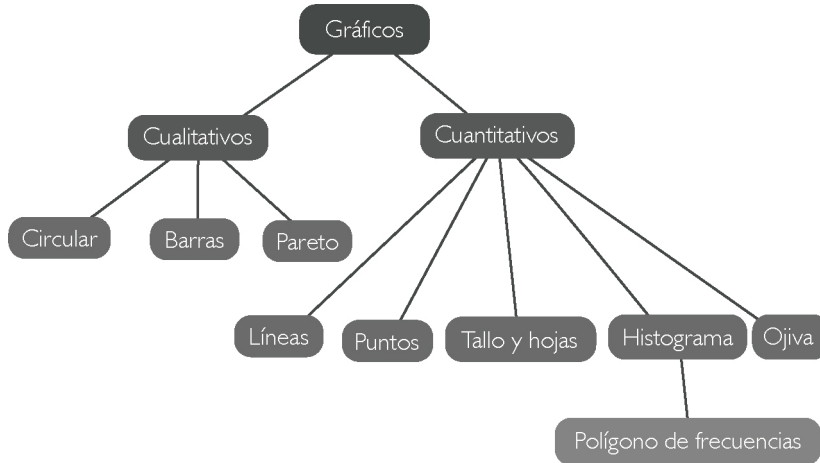 Gráficos
Cualitativos
Cuantitativos
Circular
Barras
Pareto
Líneas
Puntos
Tallo y hojas
Histograma
Ojiva
Polígono de frecuencias